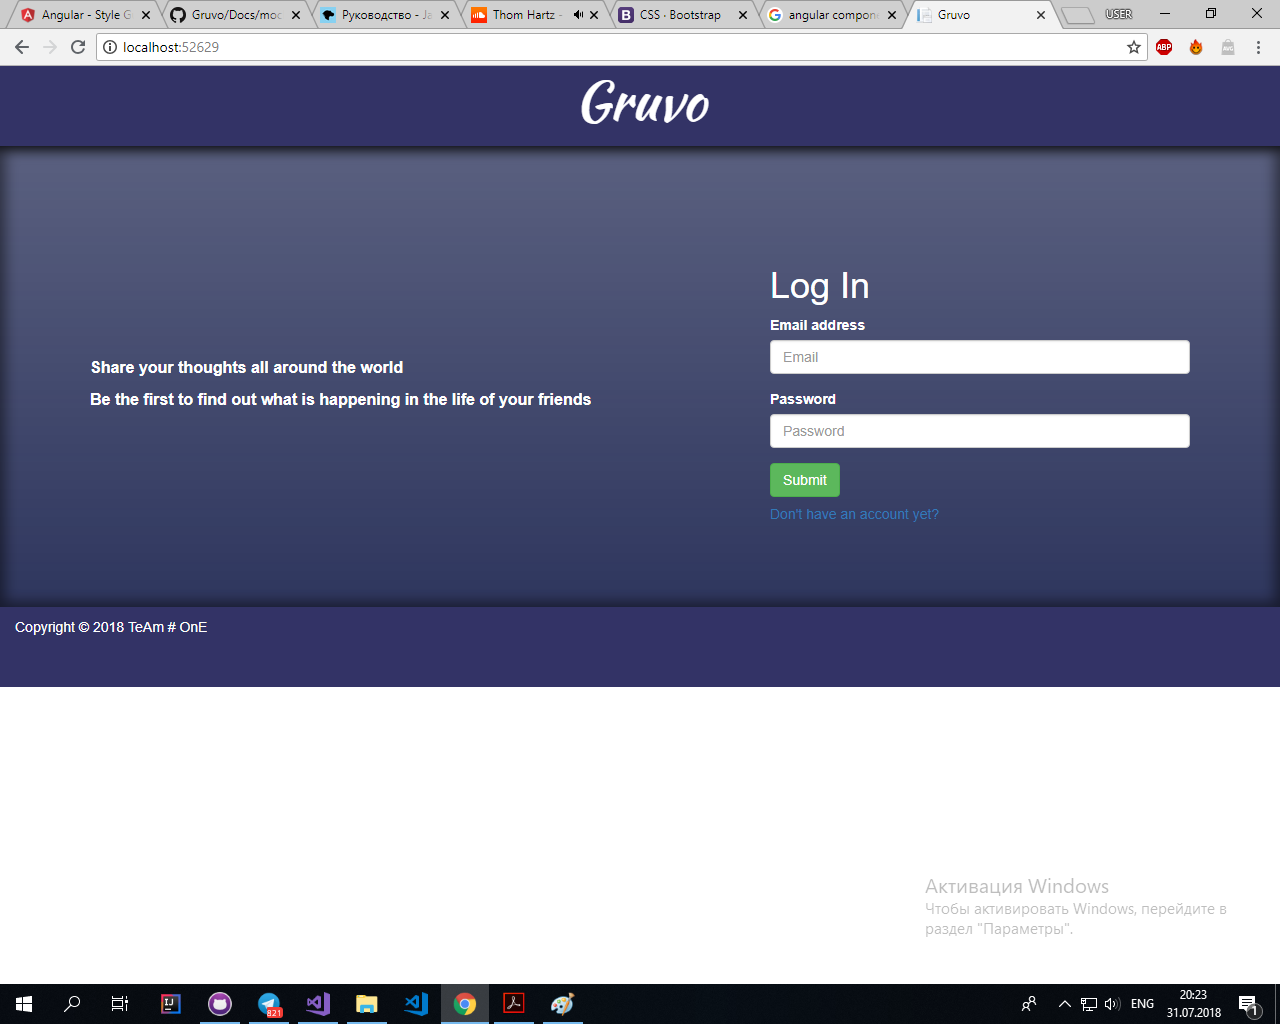 Angular - Style G
Gruvo/Docs/moc
Руководство - Ja
Thom Hartz -
CSS · Bootstrap
angular compone
Gruvo
USER
localhost:52629
ABP
AVG
Gruvo
Log In
Email address
Email
Share your thoughts all around the world
Be the first to find out what is happening in the life of your friends
Password
Password
Submit
Don't have an account yet?
Copyright © 2018 TeAm # OnE
Активация Windows
Чтобы активировать Windows, перейдите в
раздел "Параметры".
IJ
821
ENG
20:23
31.07.2018
1